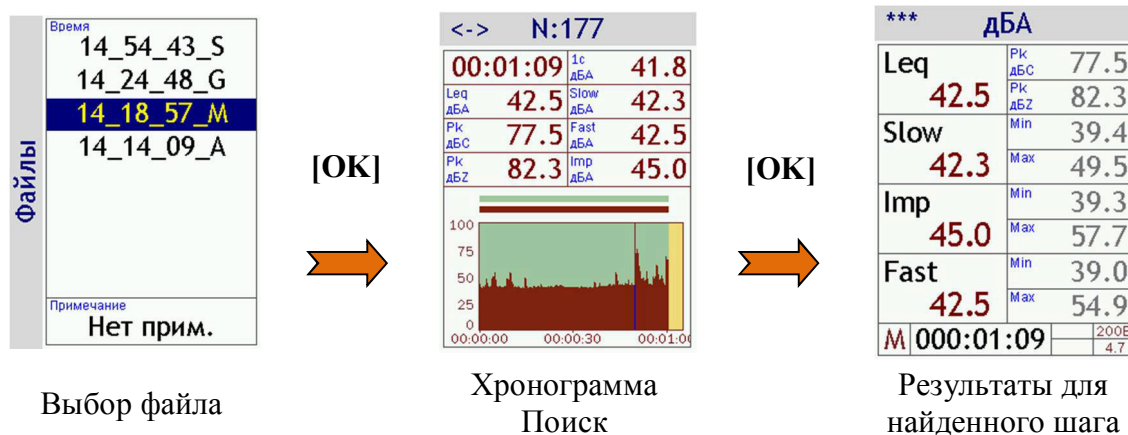 Файлы
Время
14_54_43_S
14_24_48_G
14_18_57_M
14_14_09_A
Примечание
Нет прим.
Выбор файла
[OK]
<-> N:177
00:01:09 1с дБА 41.8
Leq дБА 42.5 Slow дБА 42.3
Pk дБС 77.5 Fast дБА 42.5
Pk дБZ 82.3 Imp дБА 45.0
100
75
50
25
0
00:00:00 00:00:30
Хронограмма
Поиск
[OK]
*** дБА
Leq 42.5
Pk дБС 77.5
Pk дБZ 82.3
Slow 42.3
Min 39.4
Max 49.5
Imp 45.0
Min 39.3
Max 57.7
Fast 42.5
Min 39.0
Max 54.9
M 000:01:09
4.7
Результаты для
найденного шага